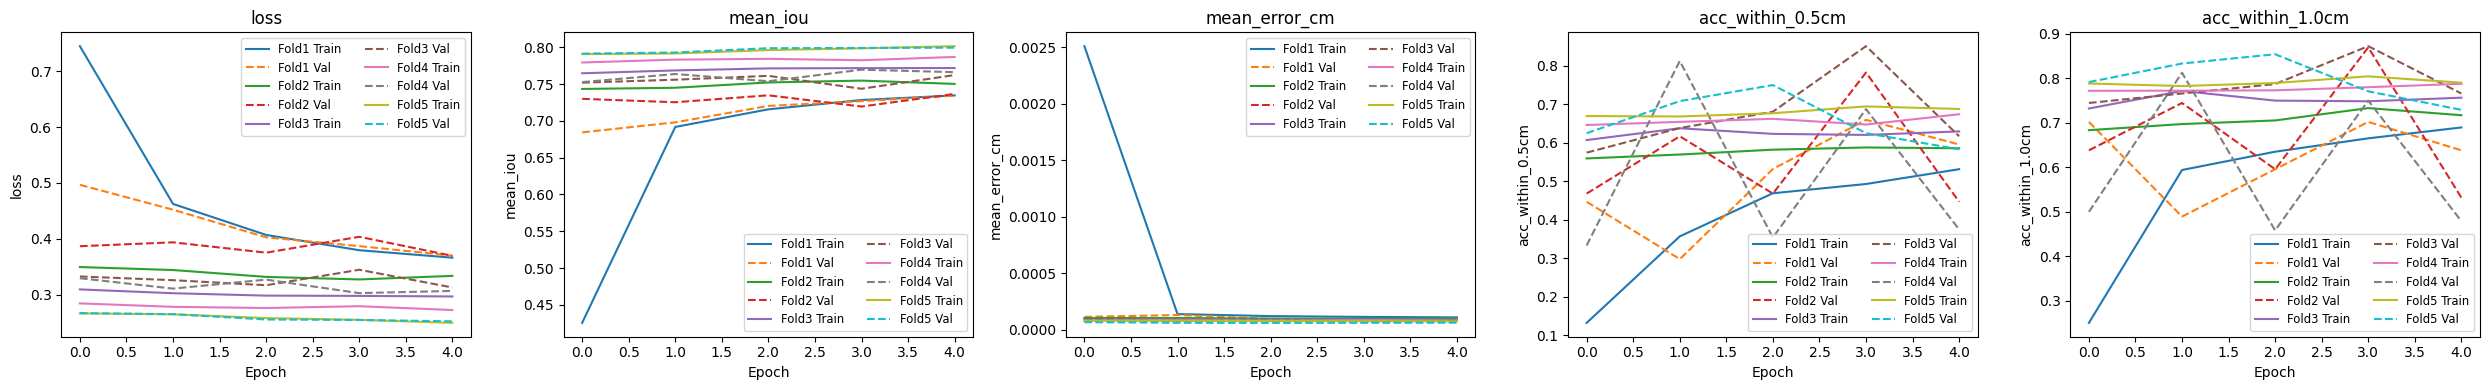 loss
loss
0.7
0.6
0.5
0.4
0.3
Fold1 Train
Fold1 Val
Fold2 Train
Fold2 Val
Fold3 Train
Fold3 Val
Fold4 Train
Fold4 Val
Fold5 Train
Fold5 Val
0.0 0.5 1.0 1.5 2.0 2.5 3.0 3.5 4.0
Epoch
mean_iou
mean_iou
0.80
0.75
0.70
0.65
0.60
0.55
0.50
0.45
Fold1 Train
Fold1 Val
Fold2 Train
Fold2 Val
Fold3 Train
Fold3 Val
Fold4 Train
Fold4 Val
Fold5 Train
Fold5 Val
0.0 0.5 1.0 1.5 2.0 2.5 3.0 3.5 4.0
Epoch
mean_error_cm
mean_error_cm
0.0025
0.0020
0.0015
0.0010
0.0005
0.0000
Fold1 Train
Fold1 Val
Fold2 Train
Fold2 Val
Fold3 Train
Fold3 Val
Fold4 Train
Fold4 Val
Fold5 Train
Fold5 Val
0.0 0.5 1.0 1.5 2.0 2.5 3.0 3.5 4.0
Epoch
acc_within_0.5cm
acc_within_0.5cm
0.8
0.7
0.6
0.5
0.4
0.3
0.2
0.1
Fold1 Train
Fold1 Val
Fold2 Train
Fold2 Val
Fold3 Train
Fold3 Val
Fold4 Train
Fold4 Val
Fold5 Train
Fold5 Val
0.0 0.5 1.0 1.5 2.0 2.5 3.0 3.5 4.0
Epoch
acc_within_1.0cm
acc_within_1.0cm
0.9
0.8
0.7
0.6
0.5
0.4
0.3
Fold1 Train
Fold1 Val
Fold2 Train
Fold2 Val
Fold3 Train
Fold3 Val
Fold4 Train
Fold4 Val
Fold5 Train
Fold5 Val
0.0 0.5 1.0 1.5 2.0 2.5 3.0 3.5 4.0
Epoch